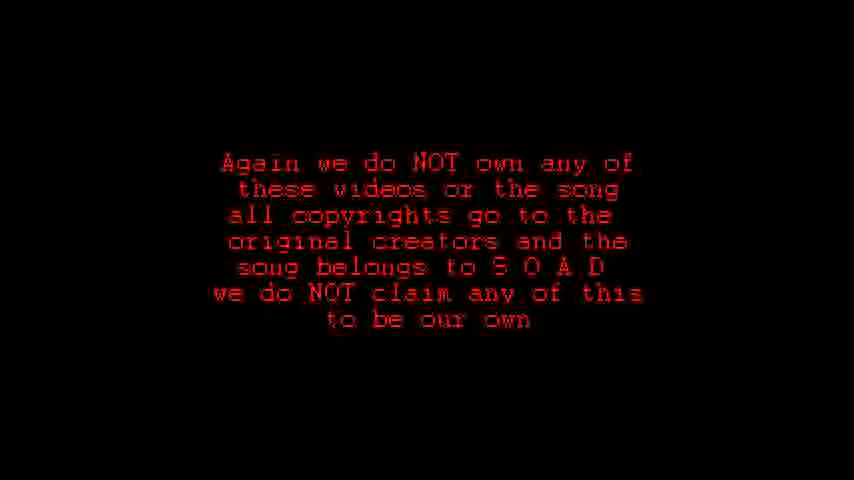 Again we do NOT own any of
these videos or the song
all copyrights go to the
original creators and the
song belongs to S O A D
we do NOT claim any of this
to be our own